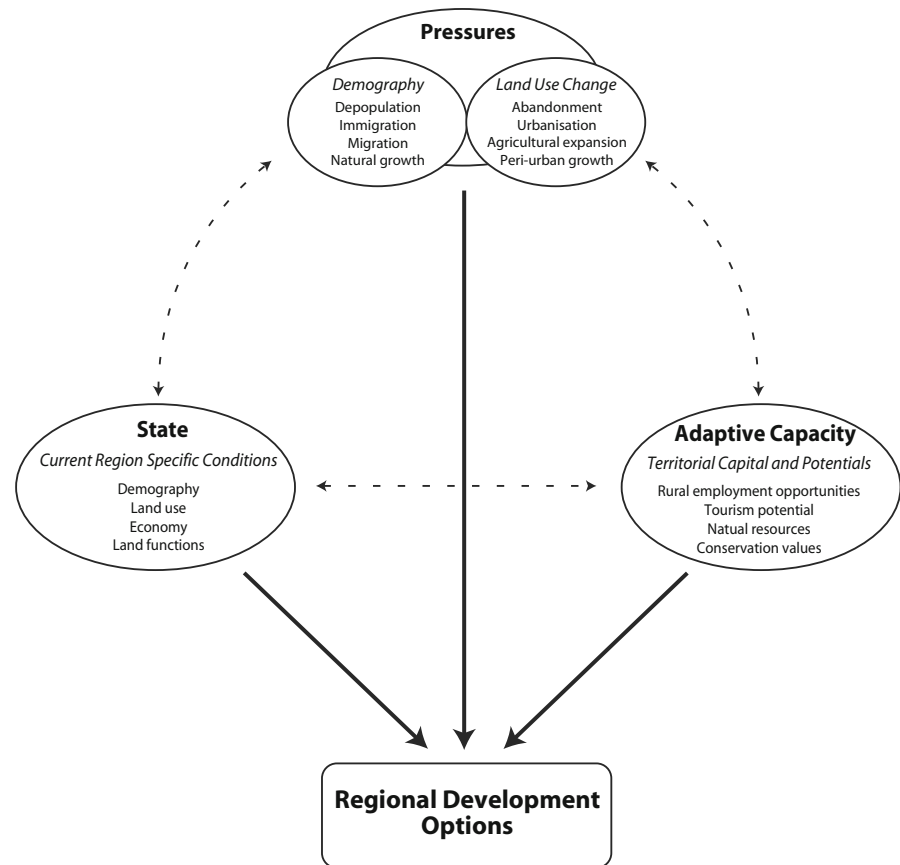 Pressures
Demography
Depopulation
Immigration
Migration
Natural growth
Land Use Change
Abandonment
Urbanisation
Agricultural expansion
Peri-urban growth
State
Current Region Specific Conditions
Demography
Land use
Economy
Land functions
Adaptive Capacity
Territorial Capital and Potentials
Rural employment opportunities
Tourism potential
Natual resources
Conservation values
Regional Development
Options